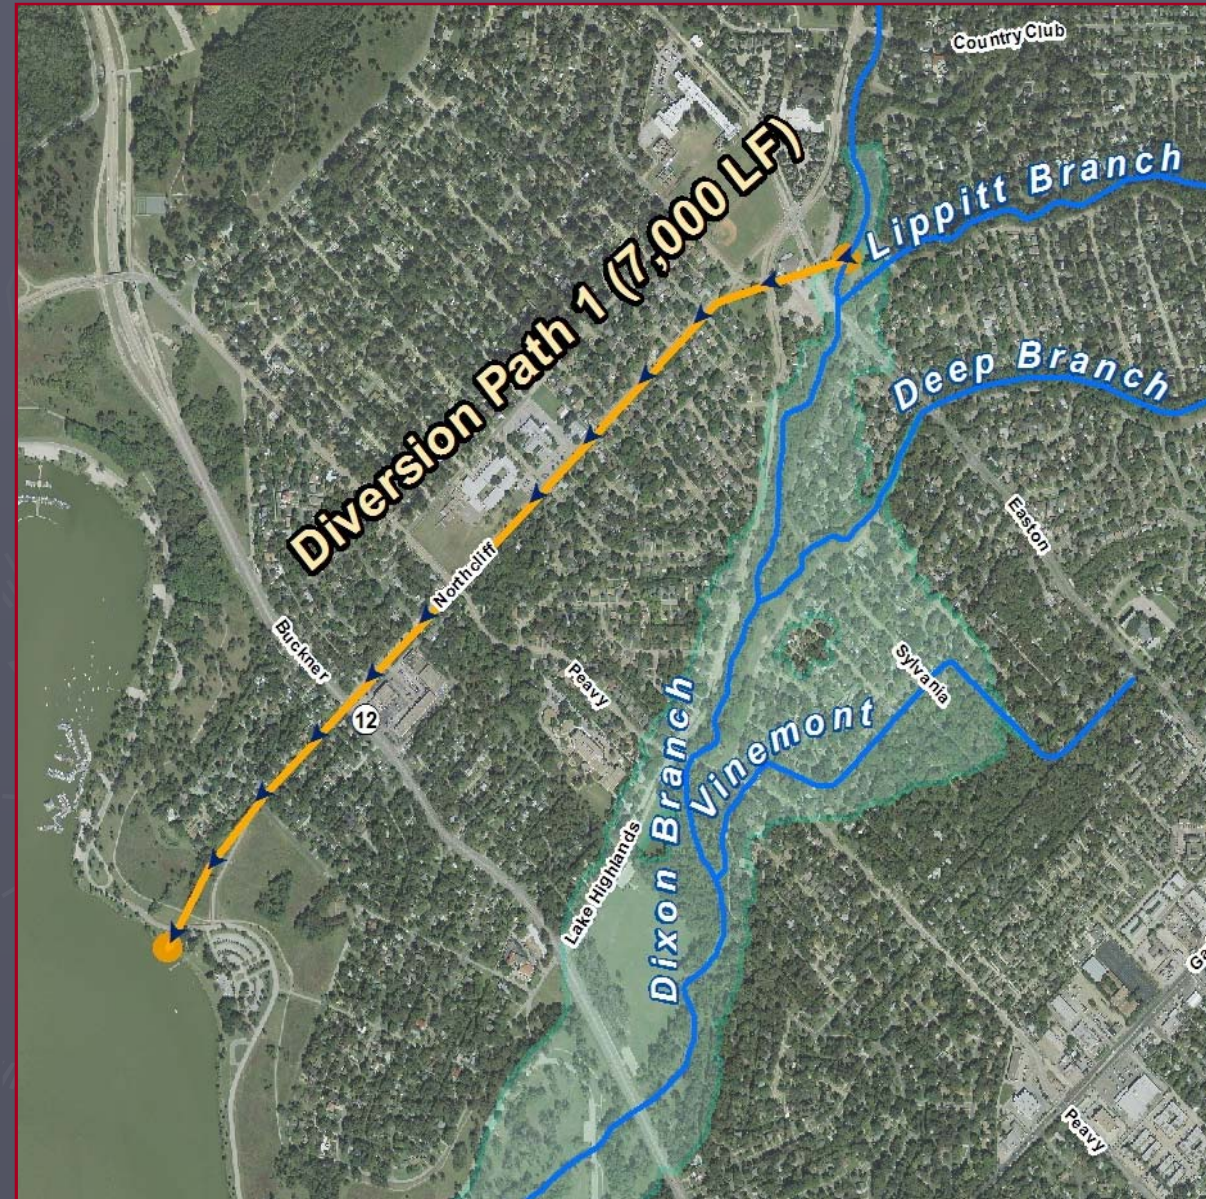 Country Club
Lippitt Branch
Diversion Path 1 (7,000 LF)
Deep Branch
Easton
Northcliff
Buckner
Sylvania
Peavy
12
Vinemont
Dixon Branch
Lake Highlands
Peavy